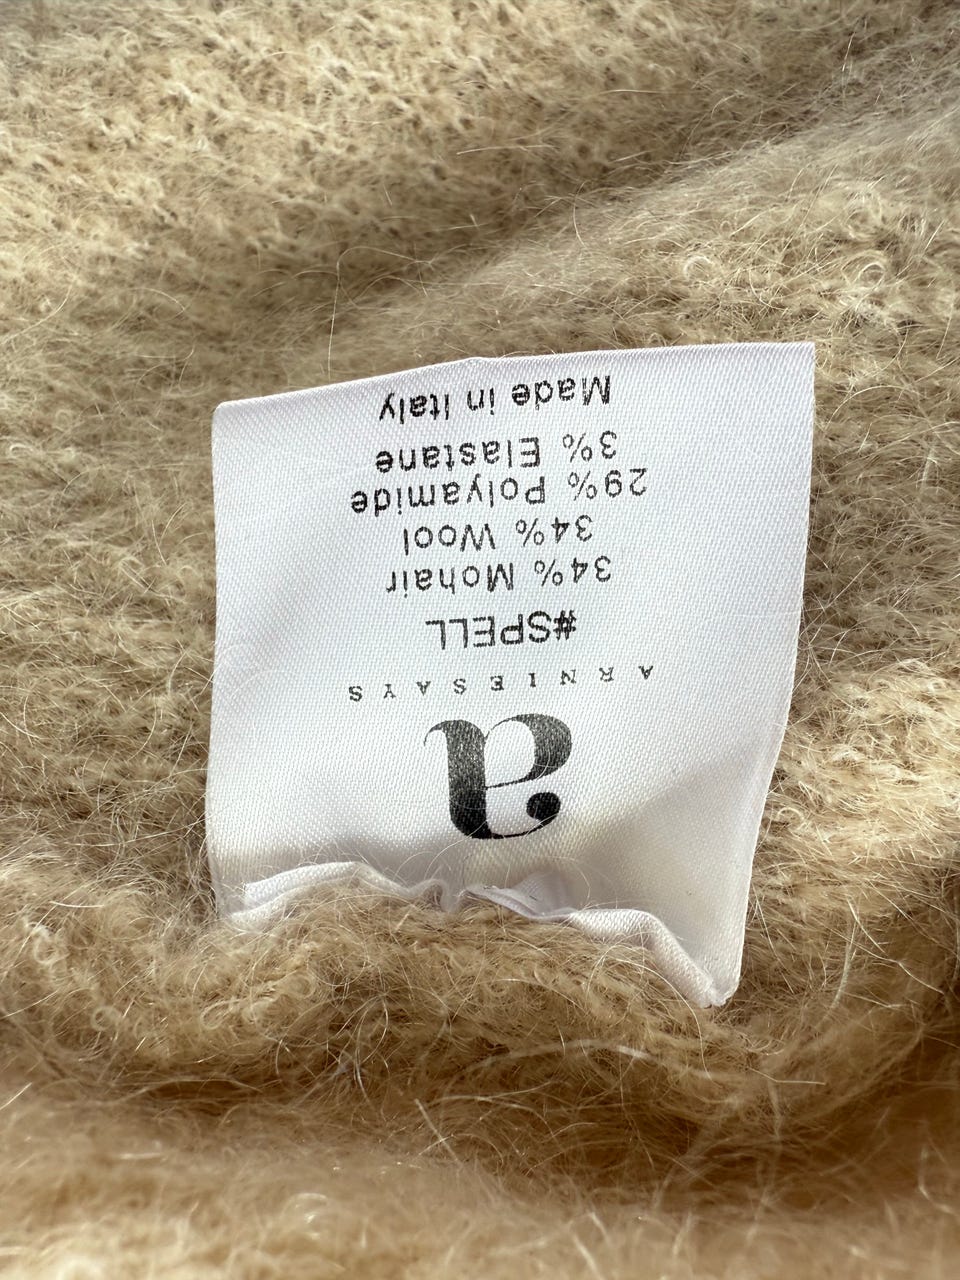 a
ARNIESAYS
#SPELL
34% Mohair
34% Wool
29% Polyamide
3% Elastane
Made in Italy